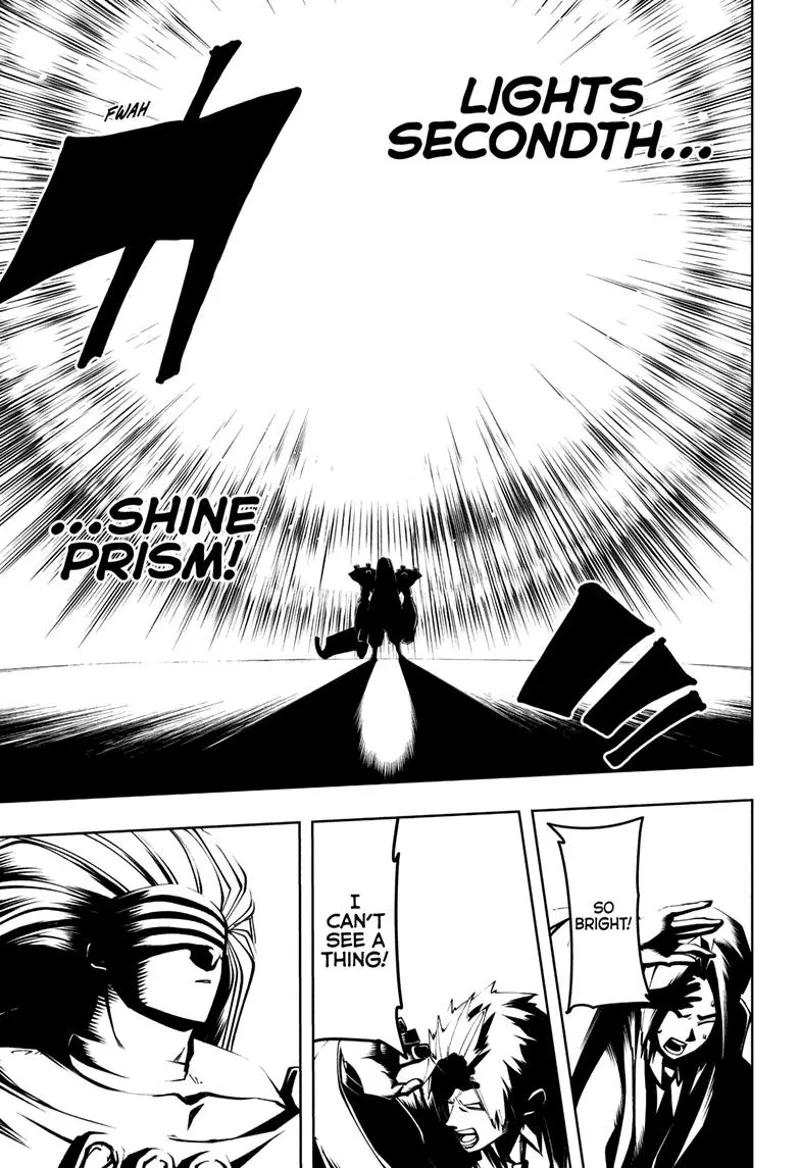 LIGHTS
SECONDTH...
FWAH
...SHINE
PRISM!
SO
BRIGHT!
I
CAN'T
SEE A
THING!